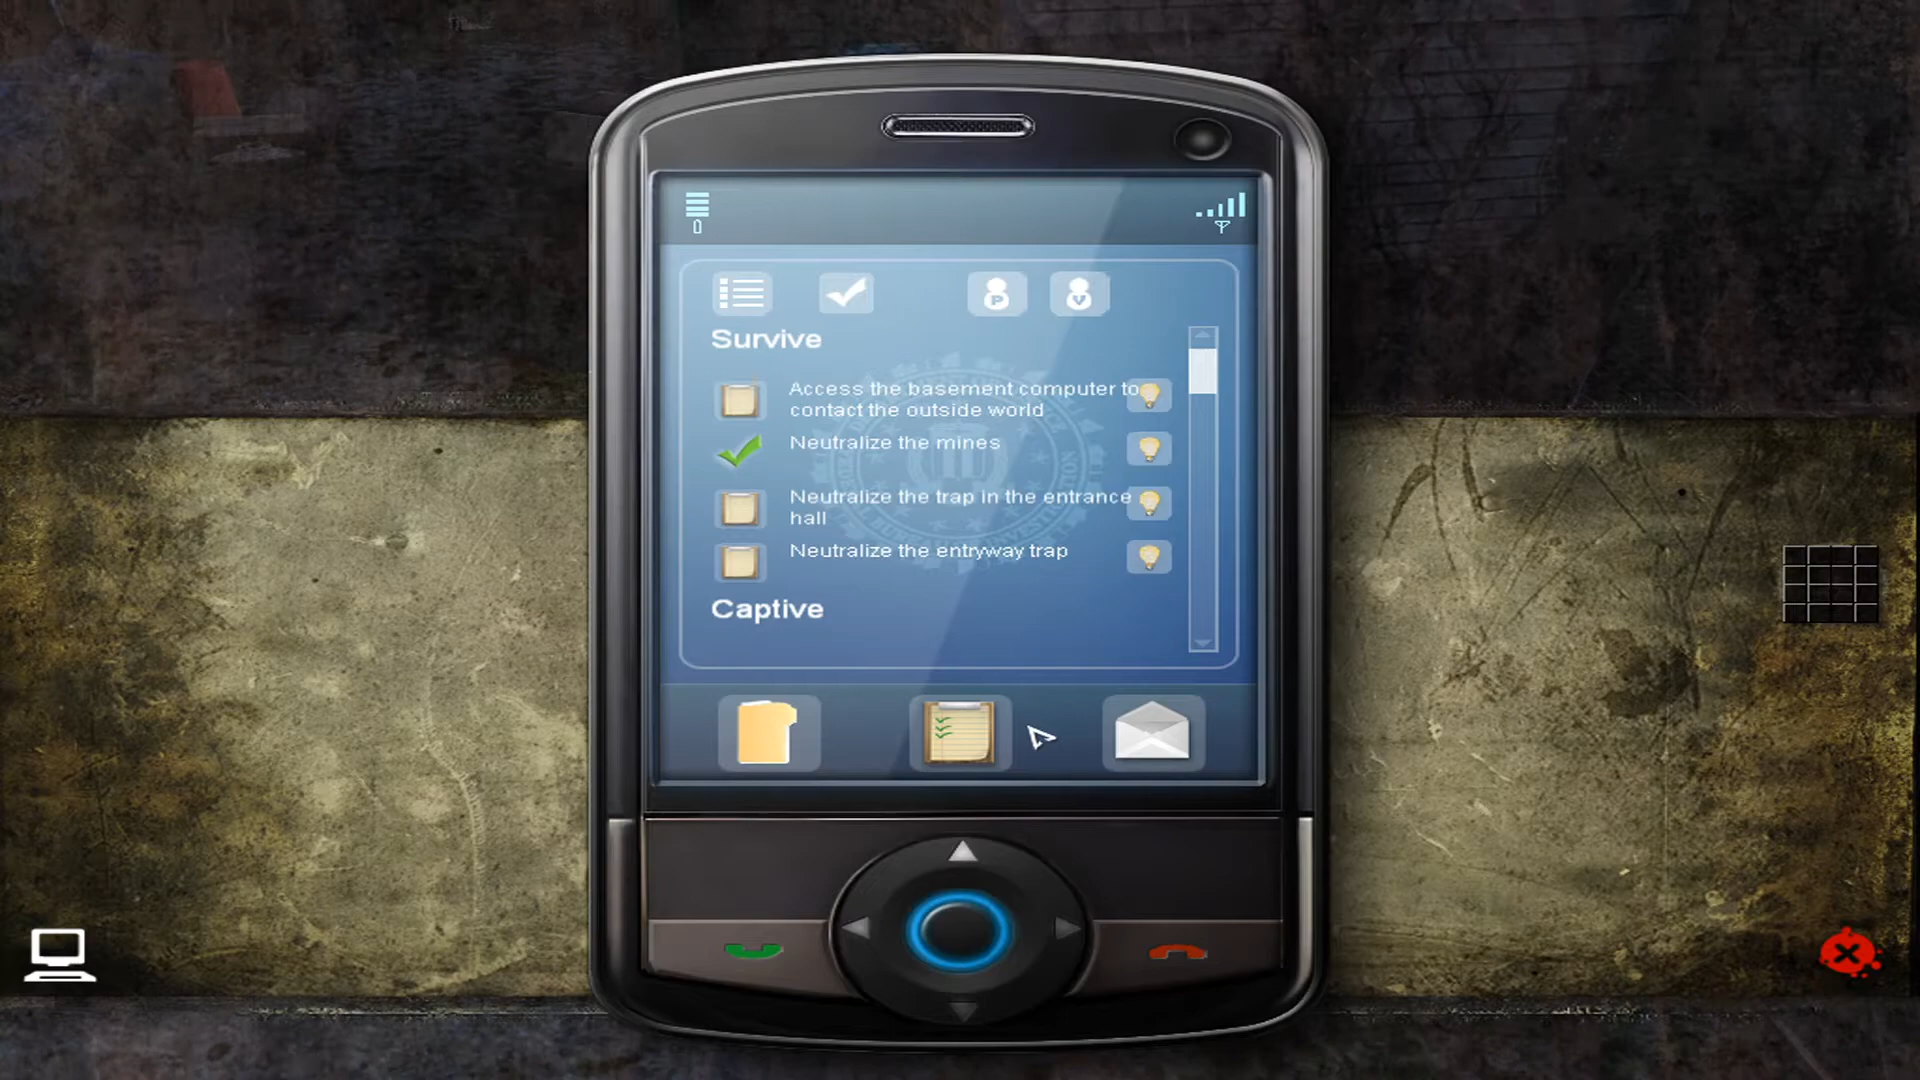 P
V
Survive
Access the basement computer to
contact the outside world
Neutralize the mines
Neutralize the trap in the entrance
hall
Neutralize the entryway trap
Captive